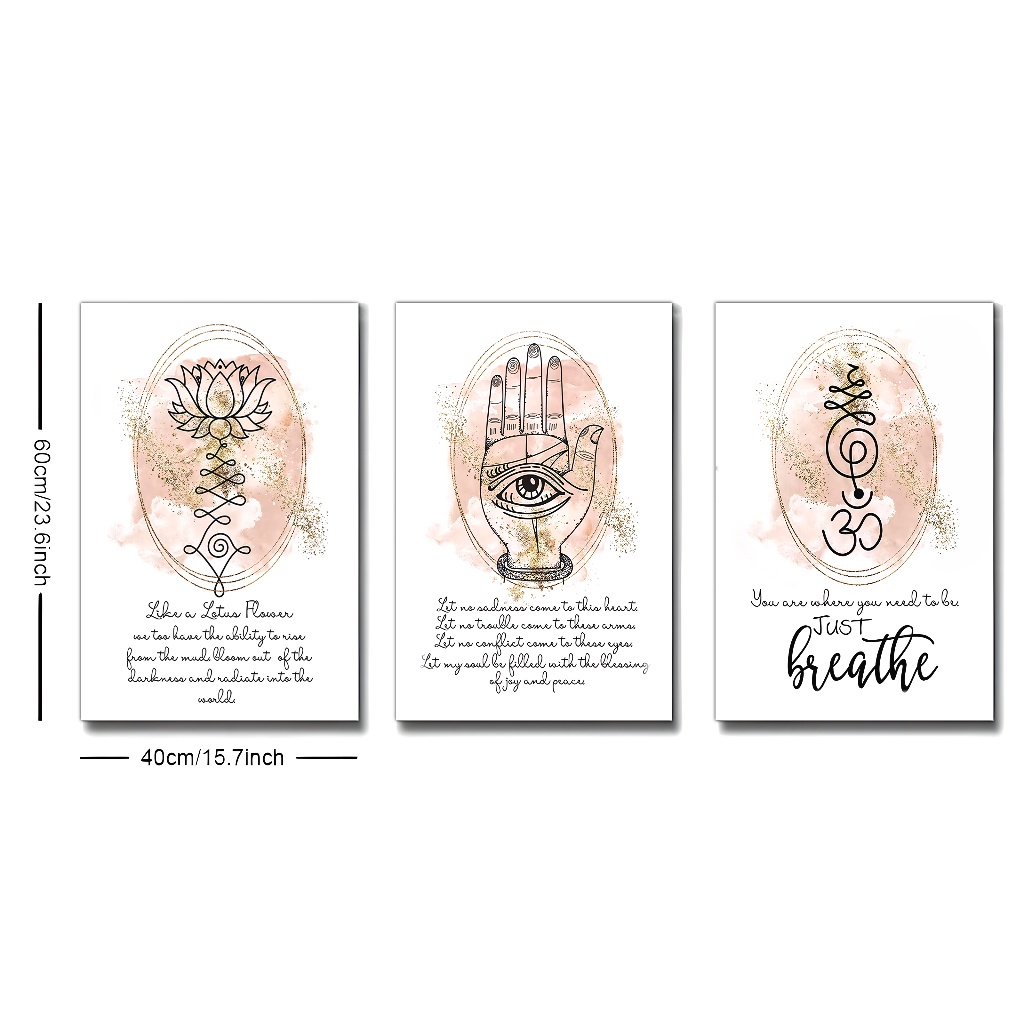 60cm/23.6inch
40cm/15.7inch
Like a Lotus Flower
we too have the ability to rise
from the mud, bloom out of the
darkness and radiate into the
world.
Let no sadness come to this heart.
Let no trouble come to these arms.
Let no conflict come to these eyes.
Let my soul be filled with the blessing
of joy and peace.
You are where you need to be.
JUST
breathe